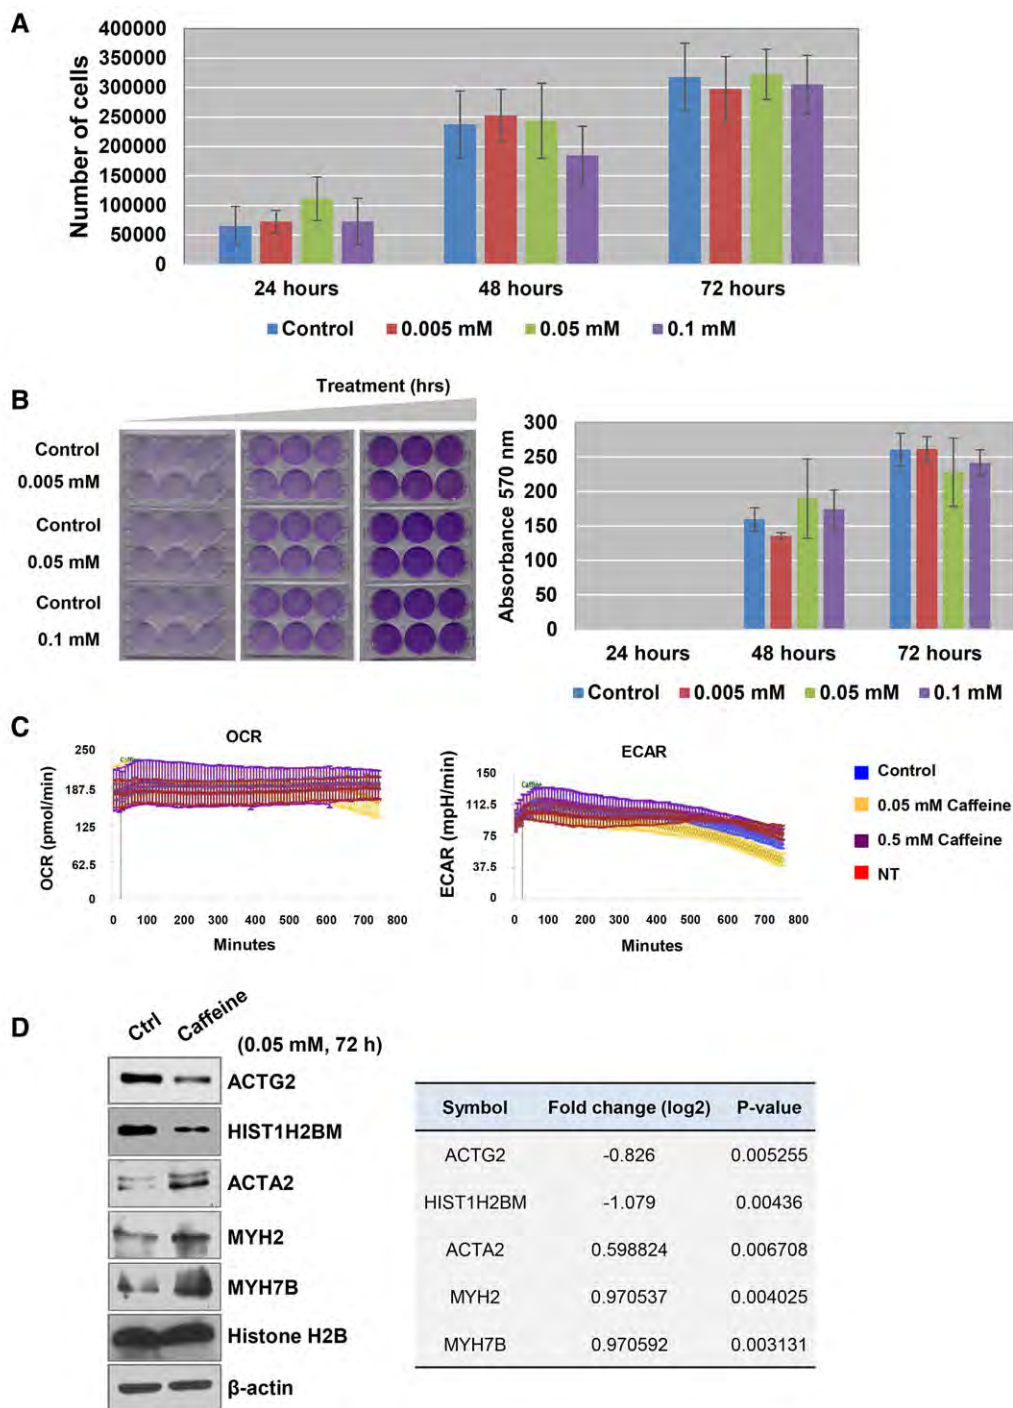 A
Number of cells
400000
350000
300000
250000
200000
150000
100000
50000
0
24 hours 48 hours 72 hours
Control 0.005 mM 0.05 mM 0.1 mM
B
Treatment (hrs)
Control
0.005 mM
Control
0.05 mM
Control
0.1 mM
Absorbance 570 nm
300
250
200
150
100
50
0
24 hours 48 hours 72 hours
Control 0.005 mM 0.05 mM 0.1 mM
C
OCR
OCR (pmol/min)
250
187.5
125
62.5
0
0 100 200 300 400 500 600 700 800
Minutes
ECAR
ECAR (mpH/min)
150
112.5
75
37.5
0
Caffine
0 100 200 300 400 500 600 700 800
Minutes
Control
0.05 mM Caffeine
0.5 mM Caffeine
NT
D
Ctrl Caffeine
(0.05 mM, 72 h)
ACTG2
HIST1H2BM
ACTA2
MYH2
MYH7B
Histone H2B
β-actin
Symbol Fold change (log2) P-value
ACTG2 -0.826 0.005255
HIST1H2BM -1.079 0.00436
ACTA2 0.598824 0.006708
MYH2 0.970537 0.004025
MYH7B 0.970592 0.003131